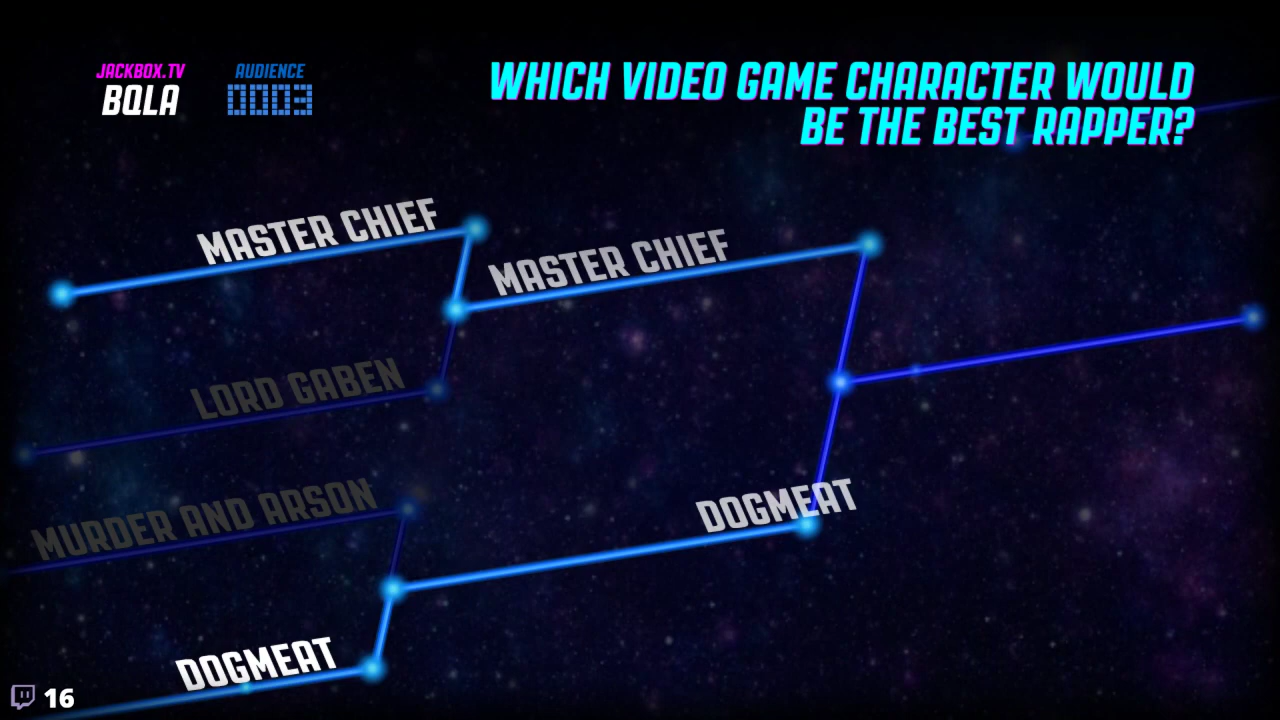 JACKBOX.TV
BQLA
AUDIENCE
0003
WHICH VIDEO GAME CHARACTER WOULD
BE THE BEST RAPPER?
MASTER CHIEF
MASTER CHIEF
LORD GABEN
MURDER AND ARSON
DOGMEAT
DOGMEAT
16